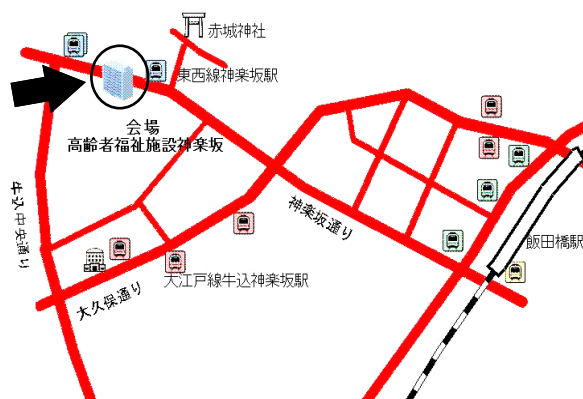 赤城神社
東西線神楽坂駅
会場
高齢者福祉施設神楽坂
牛込中央通り
神楽坂通り
飯田橋駅
大江戸線牛込神楽坂駅
大久保通り